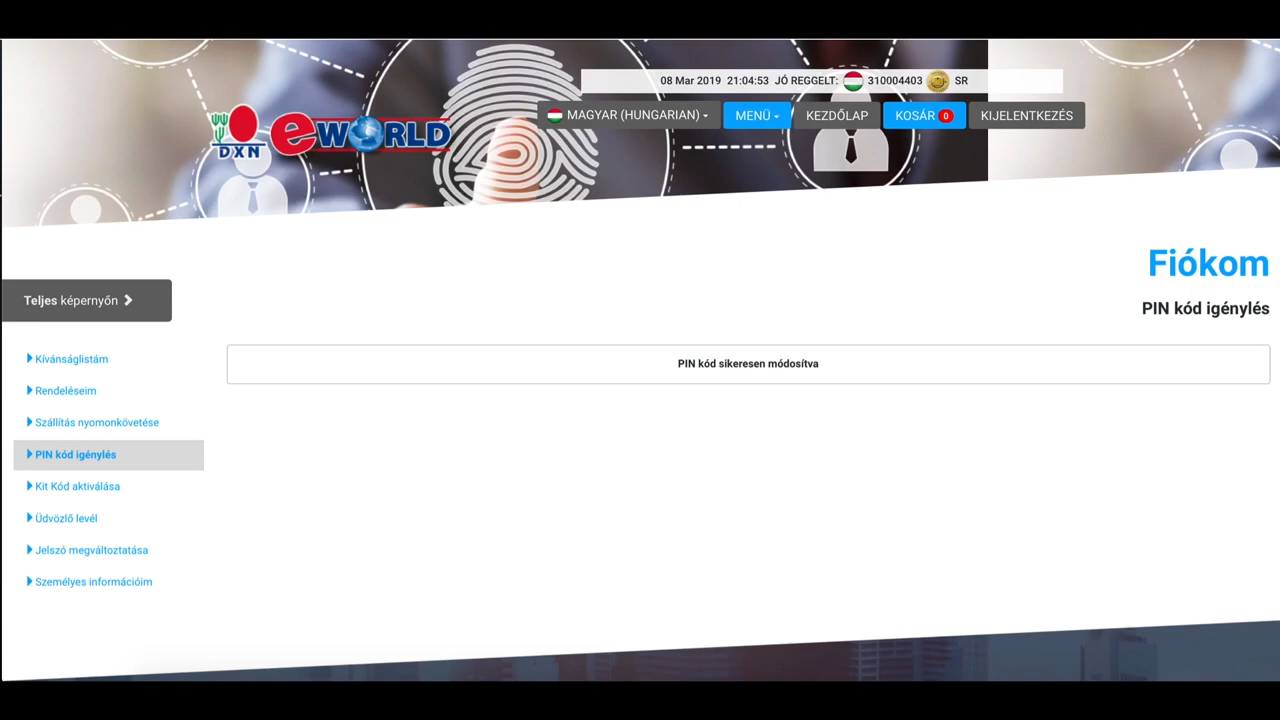 08 Mar 2019 21:04:53 JÓ REGGELT: 310004403 SR
DXN eWORLD
MAGYAR (HUNGARIAN) MENÜ KEZDŐLAP KOSÁR 0 KIJELENTKEZÉS
Fiókom
Teljes képernyőn
PIN kód igénylés
Kívánságlistám
PIN kód sikeresen módosítva
Rendeléseim
Szállítás nyomonkövetése
PIN kód igénylés
Kit Kód aktiválása
Üdvözlő levél
Jelszó megváltoztatása
Személyes információim